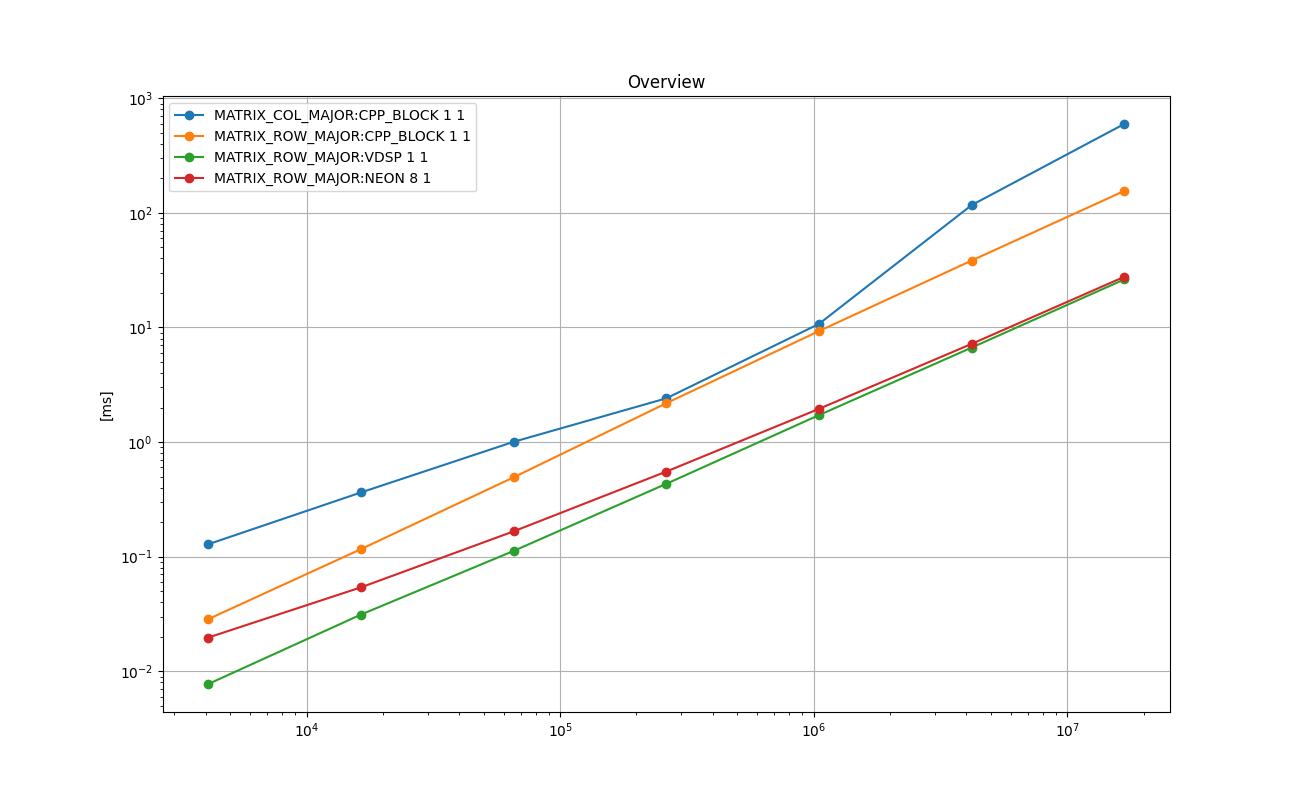 Overview
MATRIX_COL_MAJOR:CPP_BLOCK 1 1
MATRIX_ROW_MAJOR:CPP_BLOCK 1 1
MATRIX_ROW_MAJOR:VDSP 1 1
MATRIX_ROW_MAJOR:NEON 8 1
[ms]
10³
10²
10¹
10⁰
10⁻¹
10⁻²
10⁴ 10⁵ 10⁶ 10⁷